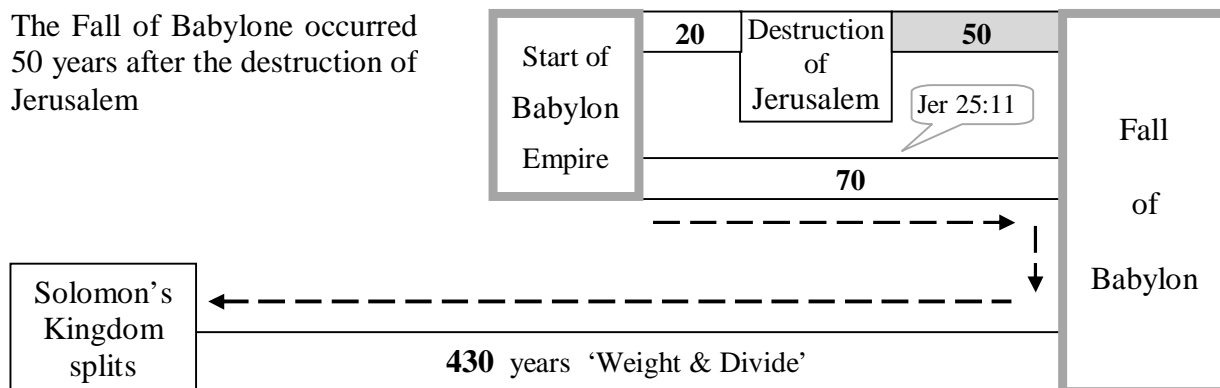 The Fall of Babylone occurred
50 years after the destruction of
Jerusalem
Start of
Babylon
Empire
20
Destruction
of
Jerusalem
50
Jer 25:11
70
Fall
of
Babylon
Solomon’s
Kingdom
splits
430 years ‘Weight & Divide’